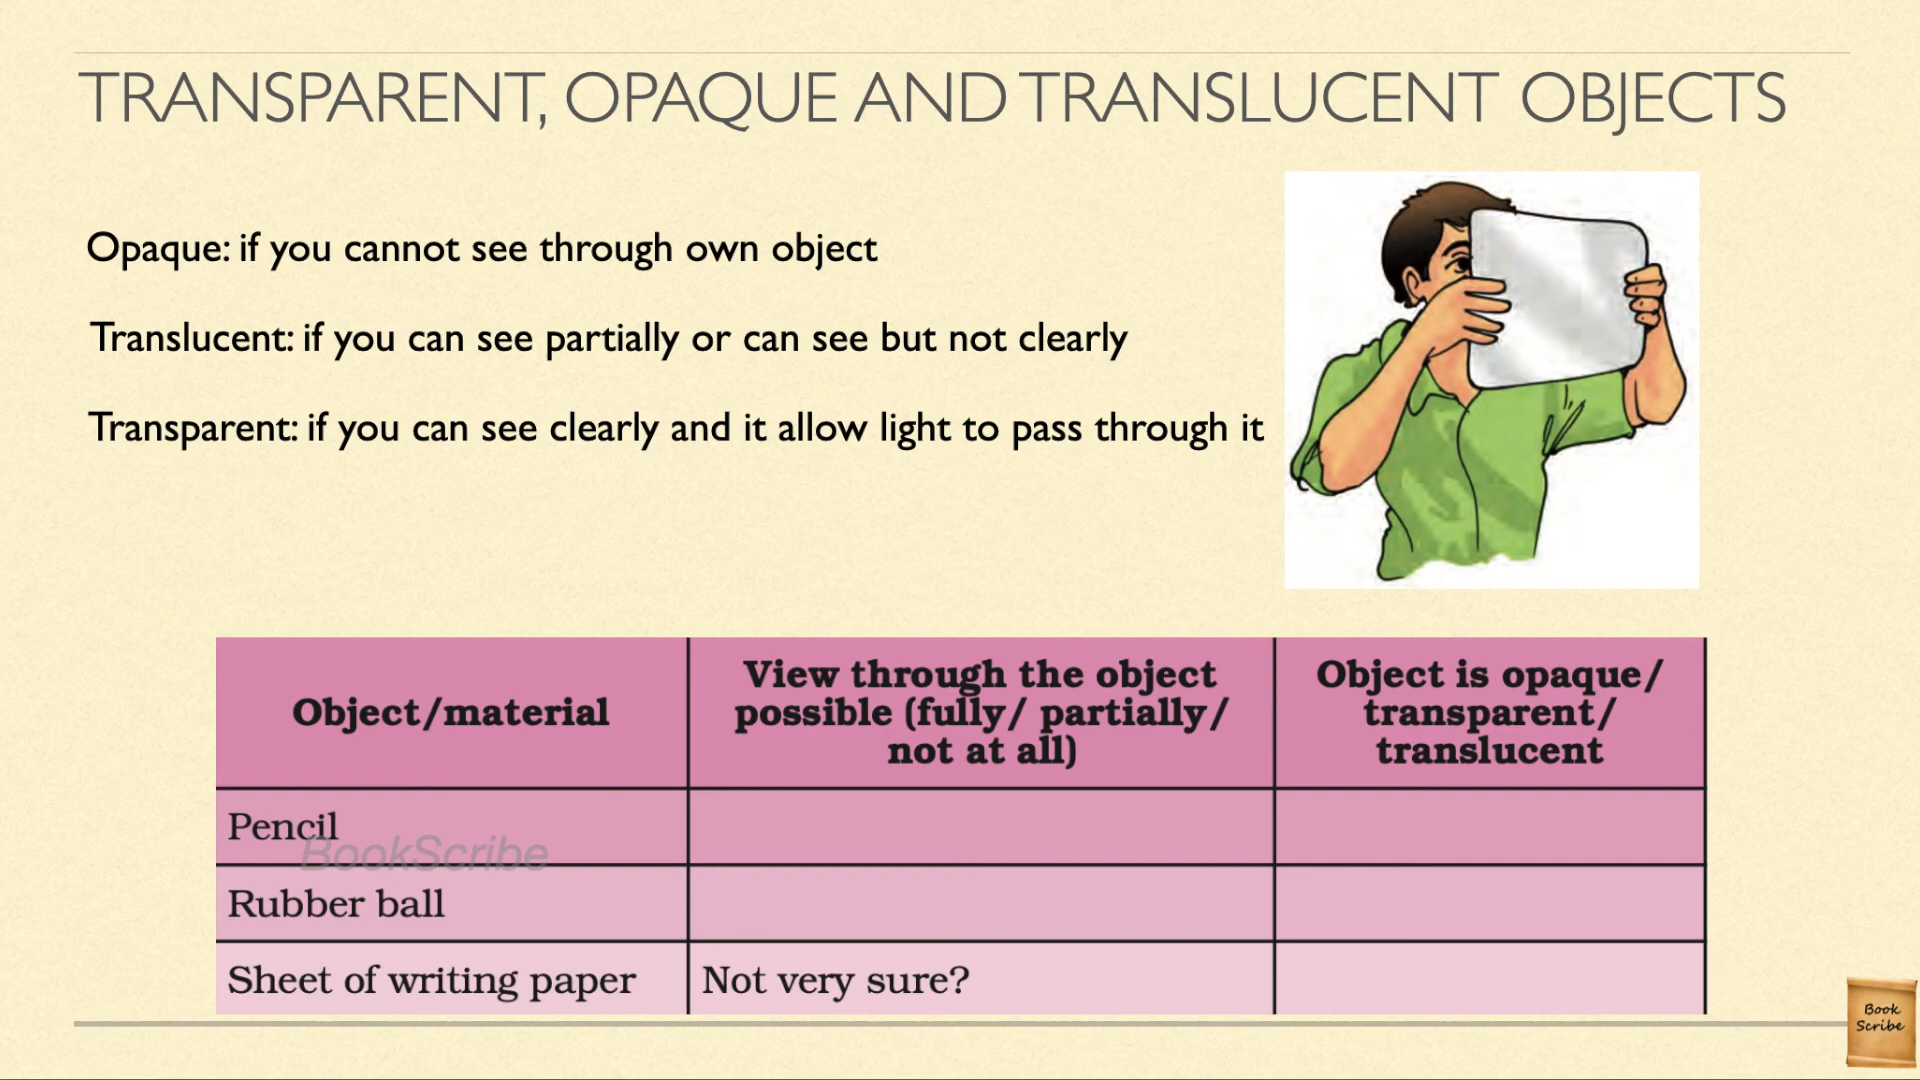 TRANSPARENT, OPAQUE AND TRANSLUCENT OBJECTS
Opaque: if you cannot see through own object
Translucent: if you can see partially or can see but not clearly
Transparent: if you can see clearly and it allow light to pass through it
Object/material
View through the object
possible (fully/ partially/
not at all)
Object is opaque/
transparent/
translucent
Pencil
BookScribe
Rubber ball
Sheet of writing paper
Not very sure?
Book
Scribe